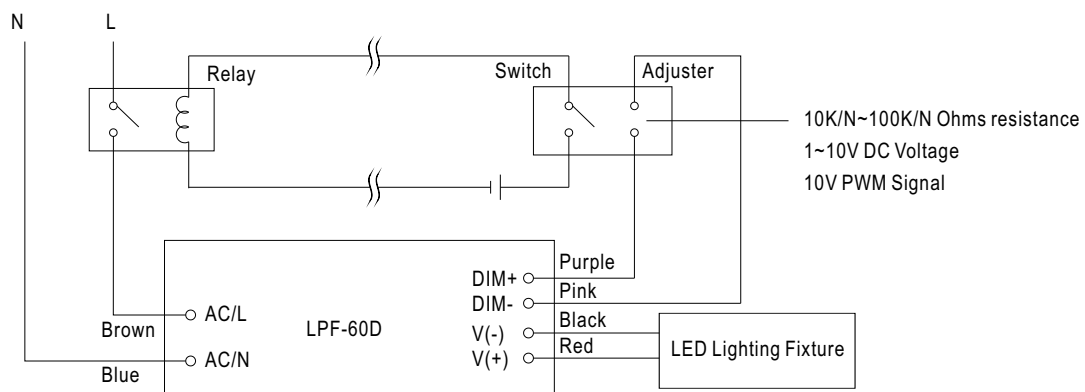 N
L
Relay
Switch
Adjuster
10K/N~100K/N Ohms resistance
1~10V DC Voltage
10V PWM Signal
Purple
DIM+
Pink
DIM-
Black
V(-)
Red
V(+)
Brown
AC/L
LPF-60D
Blue
AC/N
LED Lighting Fixture